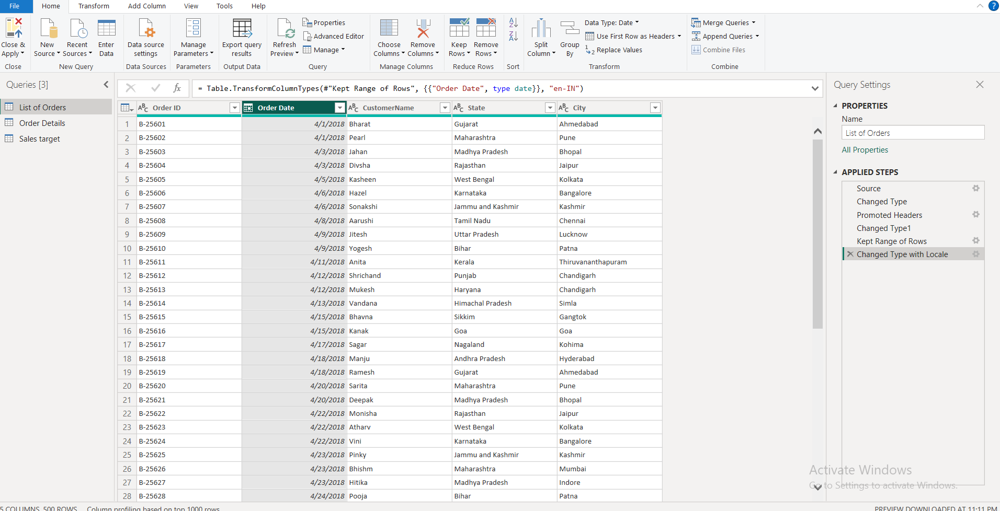 File Home Transform Add Column View Tools Help
Close & Apply
New Source
Recent Sources
Enter Data
Data source settings
Manage Parameters
Export query results
Refresh Preview
Properties
Advanced Editor
Manage
Choose Columns
Remove Columns
Keep Rows
Remove Rows
Split Column
Group By
Data Type: Date
Use First Row as Headers
Replace Values
Merge Queries
Append Queries
Combine Files
Close New Query Data Sources Parameters Output Data Query Manage Columns Reduce Rows Sort Transform Combine
Queries [3]
List of Orders
Order Details
Sales target
fx = Table.TransformColumnTypes(#"Kept Range of Rows", {{"Order Date", type date}}, "en-IN")
Order ID Order Date CustomerName State City
1 B-25601 4/1/2018 Bharat Gujarat Ahmedabad
2 B-25602 4/1/2018 Pearl Maharashtra Pune
3 B-25603 4/3/2018 Jahan Madhya Pradesh Bhopal
4 B-25604 4/3/2018 Divsha Rajasthan Jaipur
5 B-25605 4/5/2018 Kasheen West Bengal Kolkata
6 B-25606 4/6/2018 Hazel Karnataka Bangalore
7 B-25607 4/6/2018 Sonakshi Jammu and Kashmir Kashmir
8 B-25608 4/8/2018 Aarushi Tamil Nadu Chennai
9 B-25609 4/9/2018 Jitesh Uttar Pradesh Lucknow
10 B-25610 4/9/2018 Yogesh Bihar Patna
11 B-25611 4/11/2018 Anita Kerala Thiruvananthapuram
12 B-25612 4/12/2018 Shrichand Punjab Chandigarh
13 B-25613 4/12/2018 Mukesh Haryana Chandigarh
14 B-25614 4/13/2018 Vandana Himachal Pradesh Simla
15 B-25615 4/15/2018 Bhavna Sikkim Gangtok
16 B-25616 4/15/2018 Kanak Goa Goa
17 B-25617 4/17/2018 Sagar Nagaland Kohima
18 B-25618 4/18/2018 Manju Andhra Pradesh Hyderabad
19 B-25619 4/18/2018 Ramesh Gujarat Ahmedabad
20 B-25620 4/20/2018 Sarita Maharashtra Pune
21 B-25621 4/20/2018 Deepak Madhya Pradesh Bhopal
22 B-25622 4/22/2018 Monisha Rajasthan Jaipur
23 B-25623 4/22/2018 Atharv West Bengal Kolkata
24 B-25624 4/22/2018 Vini Karnataka Bangalore
25 B-25625 4/23/2018 Pinky Jammu and Kashmir Kashmir
26 B-25626 4/23/2018 Bhishm Maharashtra Mumbai
27 B-25627 4/23/2018 Hitika Madhya Pradesh Indore
28 B-25628 4/24/2018 Pooja Bihar Patna
Query Settings
PROPERTIES
Name
List of Orders
All Properties
APPLIED STEPS
Source
Changed Type
Promoted Headers
Changed Type1
Kept Range of Rows
Changed Type with Locale
Activate Windows
Go to Settings to activate Windows.
5 COLUMNS, 500 ROWS Column profiling based on top 1000 rows PREVIEW DOWNLOADED AT 11:11 PM